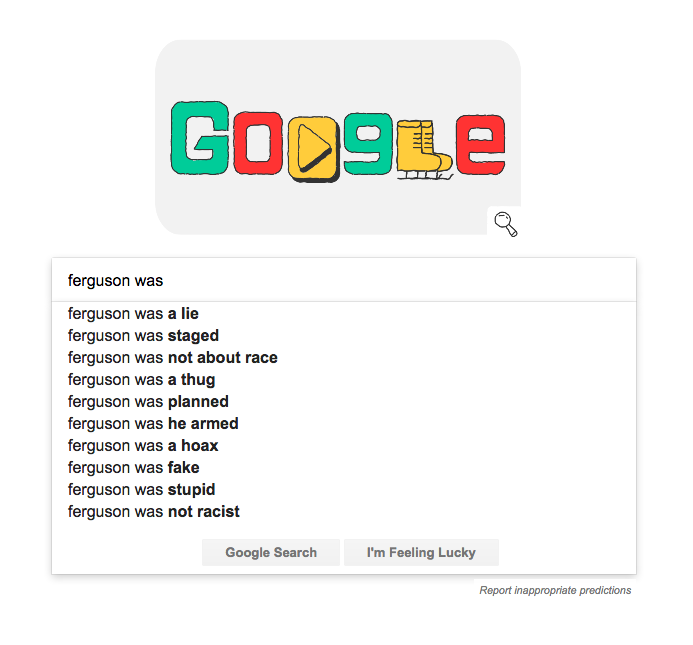 Google
ferguson was
ferguson was a lie
ferguson was staged
ferguson was not about race
ferguson was a thug
ferguson was planned
ferguson was he armed
ferguson was a hoax
ferguson was fake
ferguson was stupid
ferguson was not racist
Google Search I'm Feeling Lucky
Report inappropriate predictions